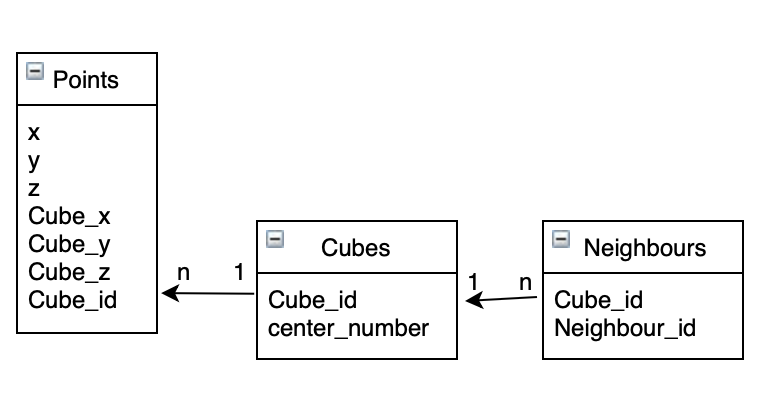 Points
x
y
z
Cube_x
Cube_y
Cube_z
Cube_id
n 1
Cubes
Cube_id
center_number
1 n
Neighbours
Cube_id
Neighbour_id